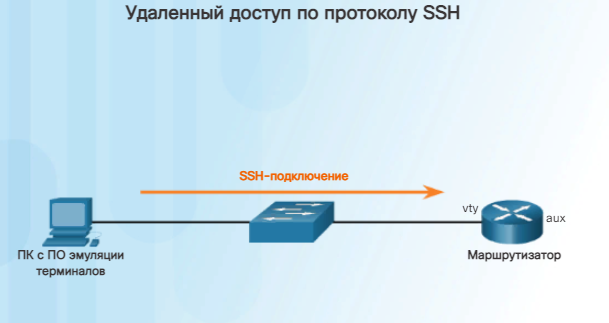 Удаленный доступ по протоколу SSH
SSH-подключение
vty
aux
ПК с ПО эмуляции
терминалов
Маршрутизатор